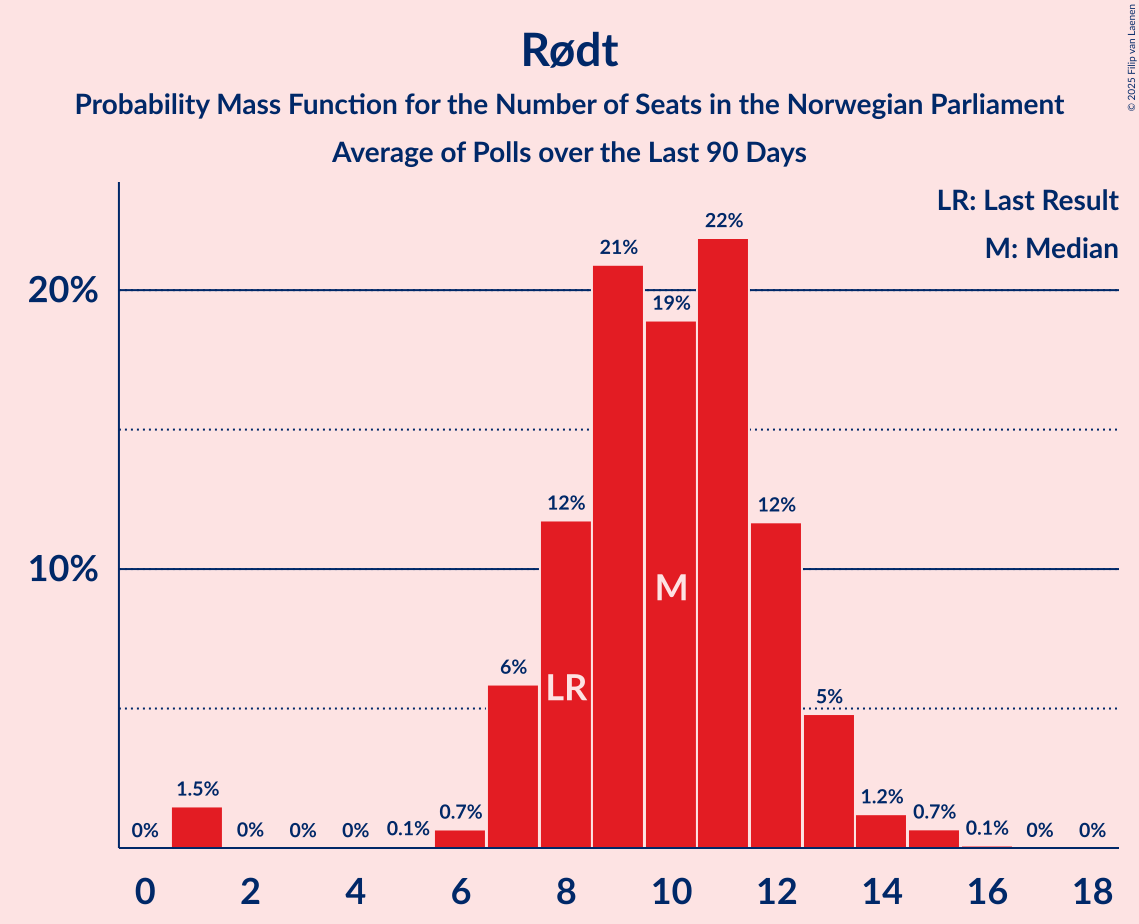 Rødt
Probability Mass Function for the Number of Seats in the Norwegian Parliament
Average of Polls over the Last 90 Days
© 2025 Filip van Laenen
LR: Last Result
M: Median
20%
10%
0%
1.5%
0%
0%
0%
0.1%
0.7%
6%
12%
21%
19%
22%
12%
5%
1.2%
0.7%
0.1%
0%
0%
LR
M
0 2 4 6 8 10 12 14 16 18